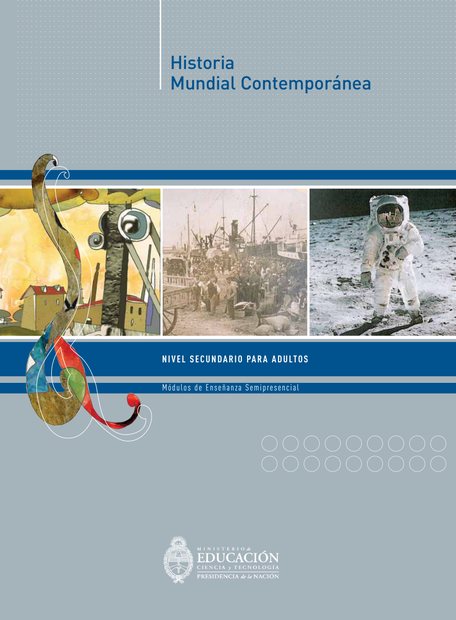 Historia
Mundial Contemporánea
NIVEL SECUNDARIO PARA ADULTOS
Módulos de Enseñanza Semipresencial
MINISTERIO de
EDUCACIÓN
CIENCIA y TECNOLOGÍA
PRESIDENCIA de la NACIÓN